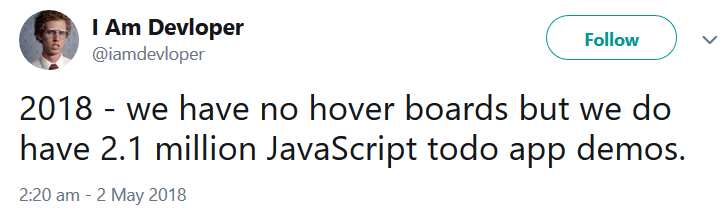 I Am Devloper
@iamdevloper
Follow
2018 - we have no hover boards but we do
have 2.1 million JavaScript todo app demos.
2:20 am - 2 May 2018